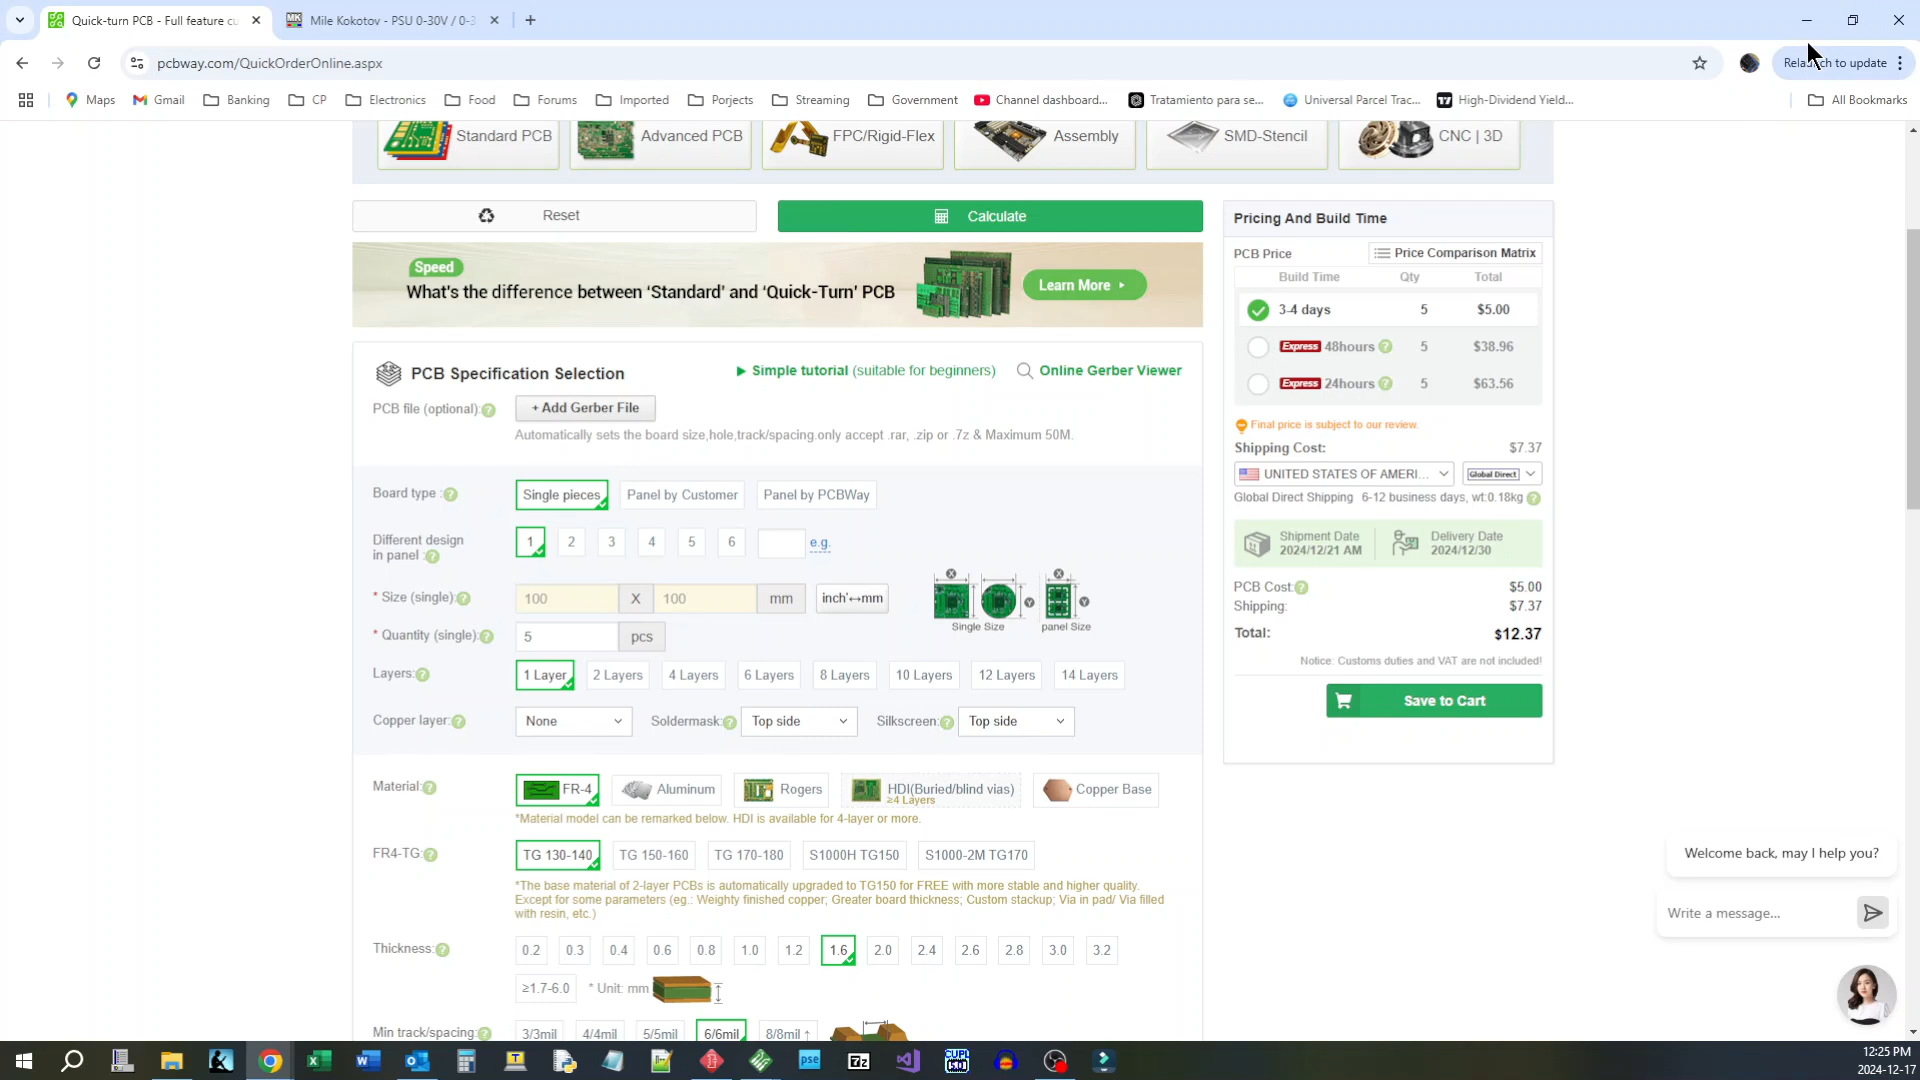 Quick-turn PCB - Full feature cu
Mile Kokotov - PSU 0-30V / 0-3
pcbway.com/QuickOrderOnline.aspx
Relaunch to update
Maps
Gmail
Banking
CP
Electronics
Food
Forums
Imported
Porjects
Streaming
Government
Channel dashboard...
Tratamiento para se...
Universal Parcel Trac...
High-Dividend Yield...
All Bookmarks
Standard PCB
Advanced PCB
FPC/Rigid-Flex
Assembly
SMD-Stencil
CNC | 3D
Reset
Calculate
Speed
What's the difference between 'Standard' and 'Quick-Turn' PCB
Learn More
PCB Specification Selection
Simple tutorial (suitable for beginners)
Online Gerber Viewer
PCB file (optional):
+ Add Gerber File
Automatically sets the board size,hole,track/spacing.only accept .rar, .zip or .7z & Maximum 50M.
Board type :
Single pieces
Panel by Customer
Panel by PCBWay
Different design
in panel :
1 2 3 4 5 6
e.g.
* Size (single):
100 X 100 mm
inch'↔mm
X X
Y Y
Single Size
panel Size
* Quantity (single):
5 pcs
Layers:
1 Layer
2 Layers
4 Layers
6 Layers
8 Layers
10 Layers
12 Layers
14 Layers
Copper layer:
None
Soldermask:
Top side
Silkscreen:
Top side
Material:
FR-4
Aluminum
Rogers
HDI(Buried/blind vias)
≥4 Layers
Copper Base
*Material model can be remarked below. HDI is available for 4-layer or more.
FR4-TG:
TG 130-140
TG 150-160
TG 170-180
S1000H TG150
S1000-2M TG170
*The base material of 2-layer PCBs is automatically upgraded to TG150 for FREE with more stable and higher quality.
Except for some parameters (eg.: Weighty finished copper; Greater board thickness; Custom stackup; Via in pad/ Via filled
with resin, etc.)
Thickness:
0.2 0.3 0.4 0.6 0.8 1.0 1.2 1.6 2.0 2.4 2.6 2.8 3.0 3.2
≥1.7-6.0
* Unit: mm
Min track/spacing:
3/3mil
4/4mil
5/5mil
6/6mil
8/8mil ↑
Pricing And Build Time
PCB Price
Price Comparison Matrix
Build Time Qty Total
3-4 days 5 $5.00
Express 48hours 5 $38.96
Express 24hours 5 $63.56
Final price is subject to our review.
Shipping Cost: $7.37
UNITED STATES OF AMERI...
Global Direct
Global Direct Shipping 6-12 business days, wt:0.18kg
Shipment Date
2024/12/21 AM
Delivery Date
2024/12/30
PCB Cost: $5.00
Shipping: $7.37
Total: $12.37
Notice: Customs duties and VAT are not included!
Save to Cart
Welcome back, may I help you?
Write a message...
12:25 PM
2024-12-17